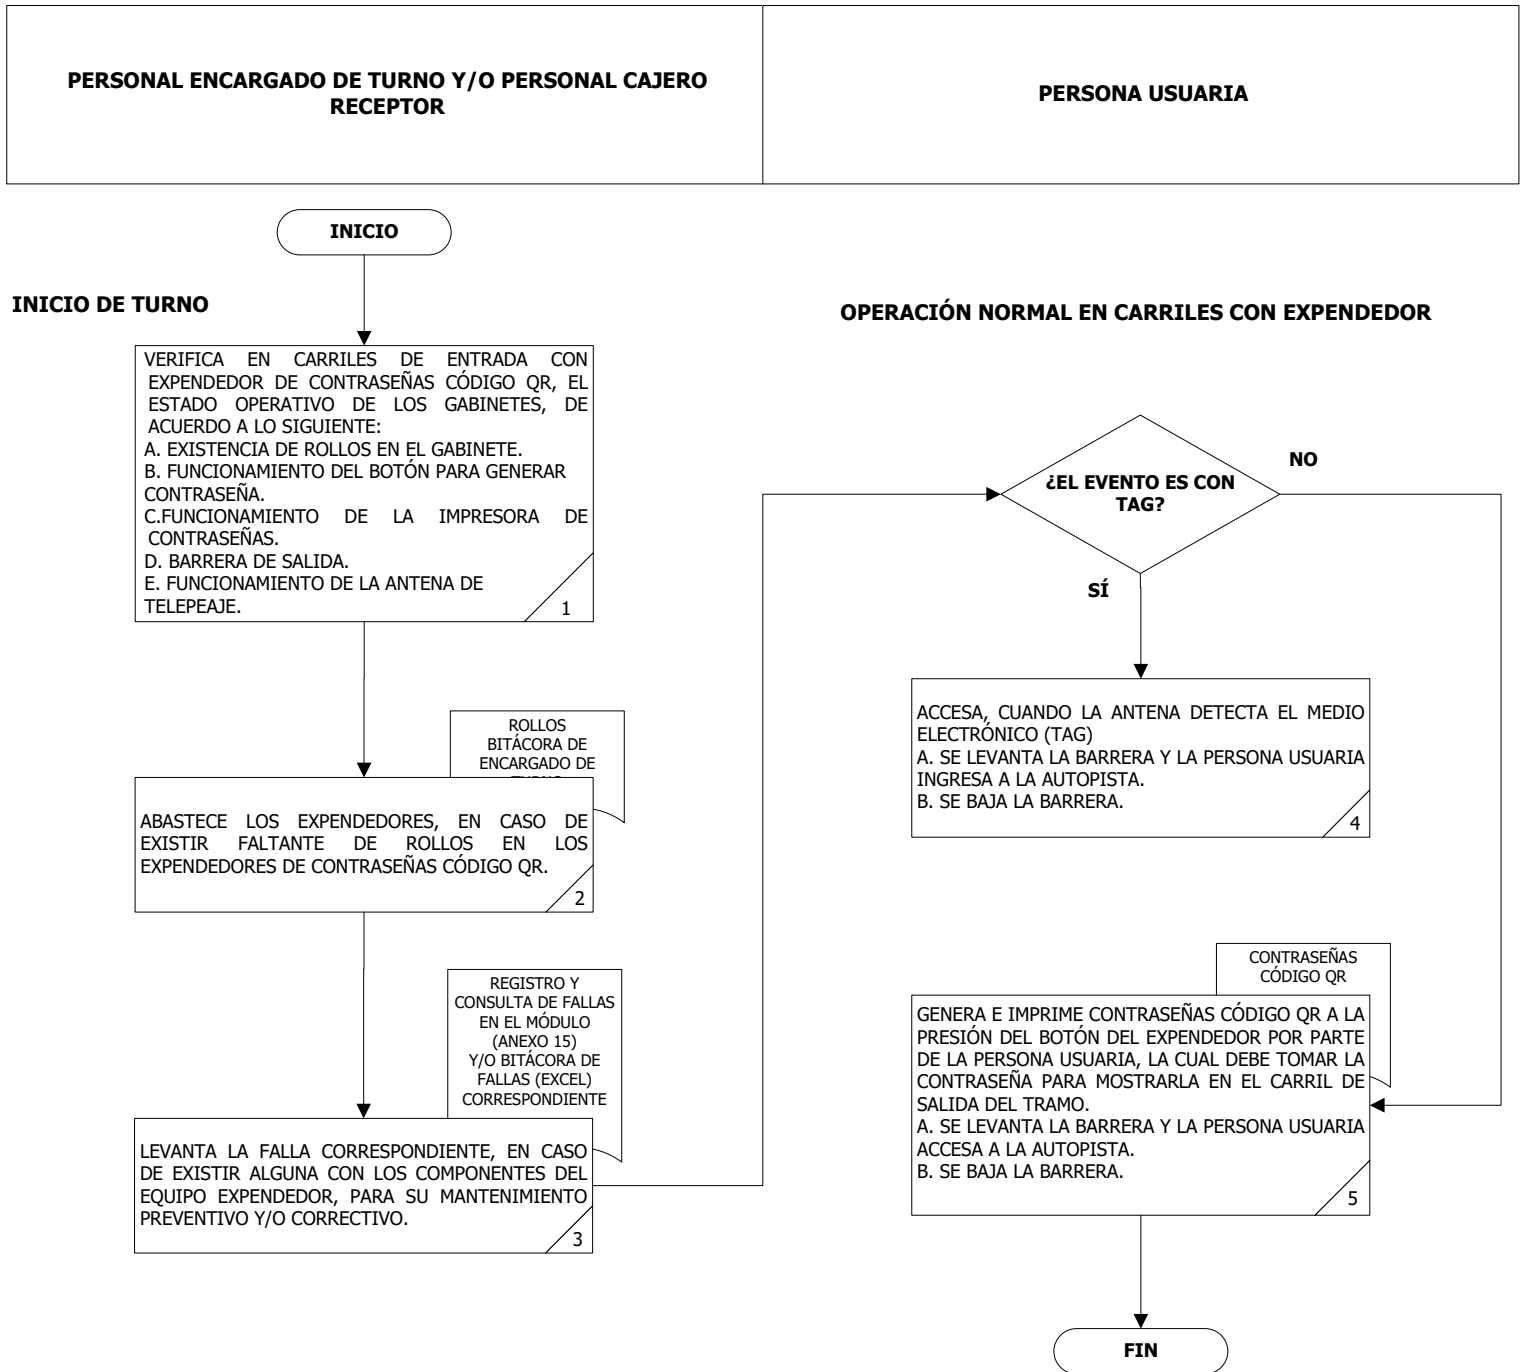 PERSONAL ENCARGADO DE TURNO Y/O PERSONAL CAJERO
RECEPTOR
PERSONA USUARIA
INICIO
INICIO DE TURNO
VERIFICA EN CARRILES DE ENTRADA CON
EXPENDEDOR DE CONTRASEÑAS CÓDIGO QR, EL
ESTADO OPERATIVO DE LOS GABINETES, DE
ACUERDO A LO SIGUIENTE:
A. EXISTENCIA DE ROLLOS EN EL GABINETE.
B. FUNCIONAMIENTO DEL BOTÓN PARA GENERAR
CONTRASEÑA.
C.FUNCIONAMIENTO DE LA IMPRESORA DE
CONTRASEÑAS.
D. BARRERA DE SALIDA.
E. FUNCIONAMIENTO DE LA ANTENA DE
TELEPEAJE.
1
ROLLOS
BITÁCORA DE
ENCARGADO DE
ABASTECE LOS EXPENDEDORES, EN CASO DE
EXISTIR FALTANTE DE ROLLOS EN LOS
EXPENDEDORES DE CONTRASEÑAS CÓDIGO QR.
2
REGISTRO Y
CONSULTA DE FALLAS
EN EL MÓDULO
(ANEXO 15)
Y/O BITÁCORA DE
FALLAS (EXCEL)
CORRESPONDIENTE
LEVANTA LA FALLA CORRESPONDIENTE, EN CASO
DE EXISTIR ALGUNA CON LOS COMPONENTES DEL
EQUIPO EXPENDEDOR, PARA SU MANTENIMIENTO
PREVENTIVO Y/O CORRECTIVO.
3
OPERACIÓN NORMAL EN CARRILES CON EXPENDEDOR
¿EL EVENTO ES CON
TAG?
NO
SÍ
ACCESA, CUANDO LA ANTENA DETECTA EL MEDIO
ELECTRÓNICO (TAG)
A. SE LEVANTA LA BARRERA Y LA PERSONA USUARIA
INGRESA A LA AUTOPISTA.
B. SE BAJA LA BARRERA.
4
CONTRASEÑAS
CÓDIGO QR
GENERA E IMPRIME CONTRASEÑAS CÓDIGO QR A LA
PRESIÓN DEL BOTÓN DEL EXPENDEDOR POR PARTE
DE LA PERSONA USUARIA, LA CUAL DEBE TOMAR LA
CONTRASEÑA PARA MOSTRARLA EN EL CARRIL DE
SALIDA DEL TRAMO.
A. SE LEVANTA LA BARRERA Y LA PERSONA USUARIA
ACCESA A LA AUTOPISTA.
B. SE BAJA LA BARRERA.
5
FIN